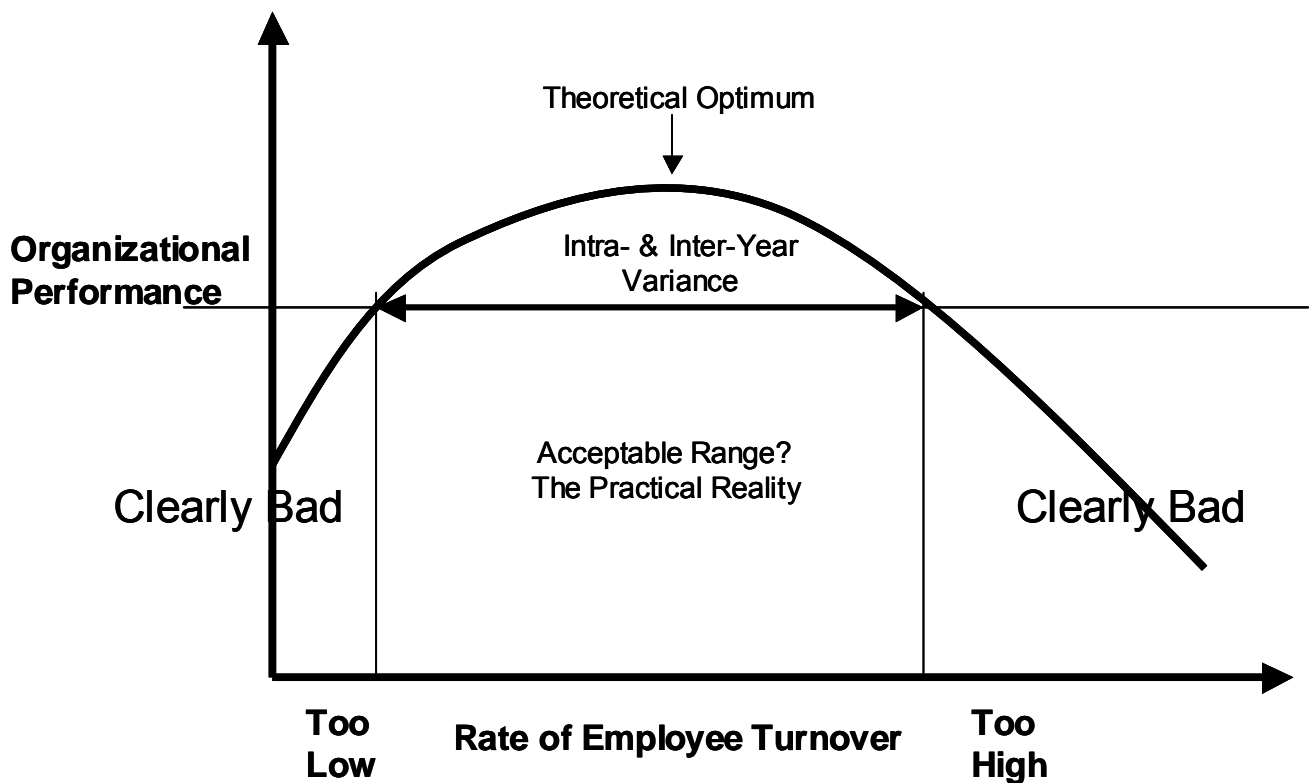 Theoretical Optimum
Organizational
Performance
Intra- & Inter-Year
Variance
Acceptable Range?
The Practical Reality
Clearly Bad
Clearly Bad
Too
Low
Rate of Employee Turnover
Too
High